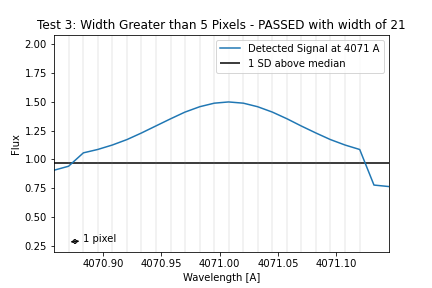 Test 3: Width Greater than 5 Pixels - PASSED with width of 21
2.00
1.75
1.50
1.25
1.00
0.75
0.50
0.25
Flux
Detected Signal at 4071 A
1 SD above median
1 pixel
4070.90 4070.95 4071.00 4071.05 4071.10
Wavelength [A]